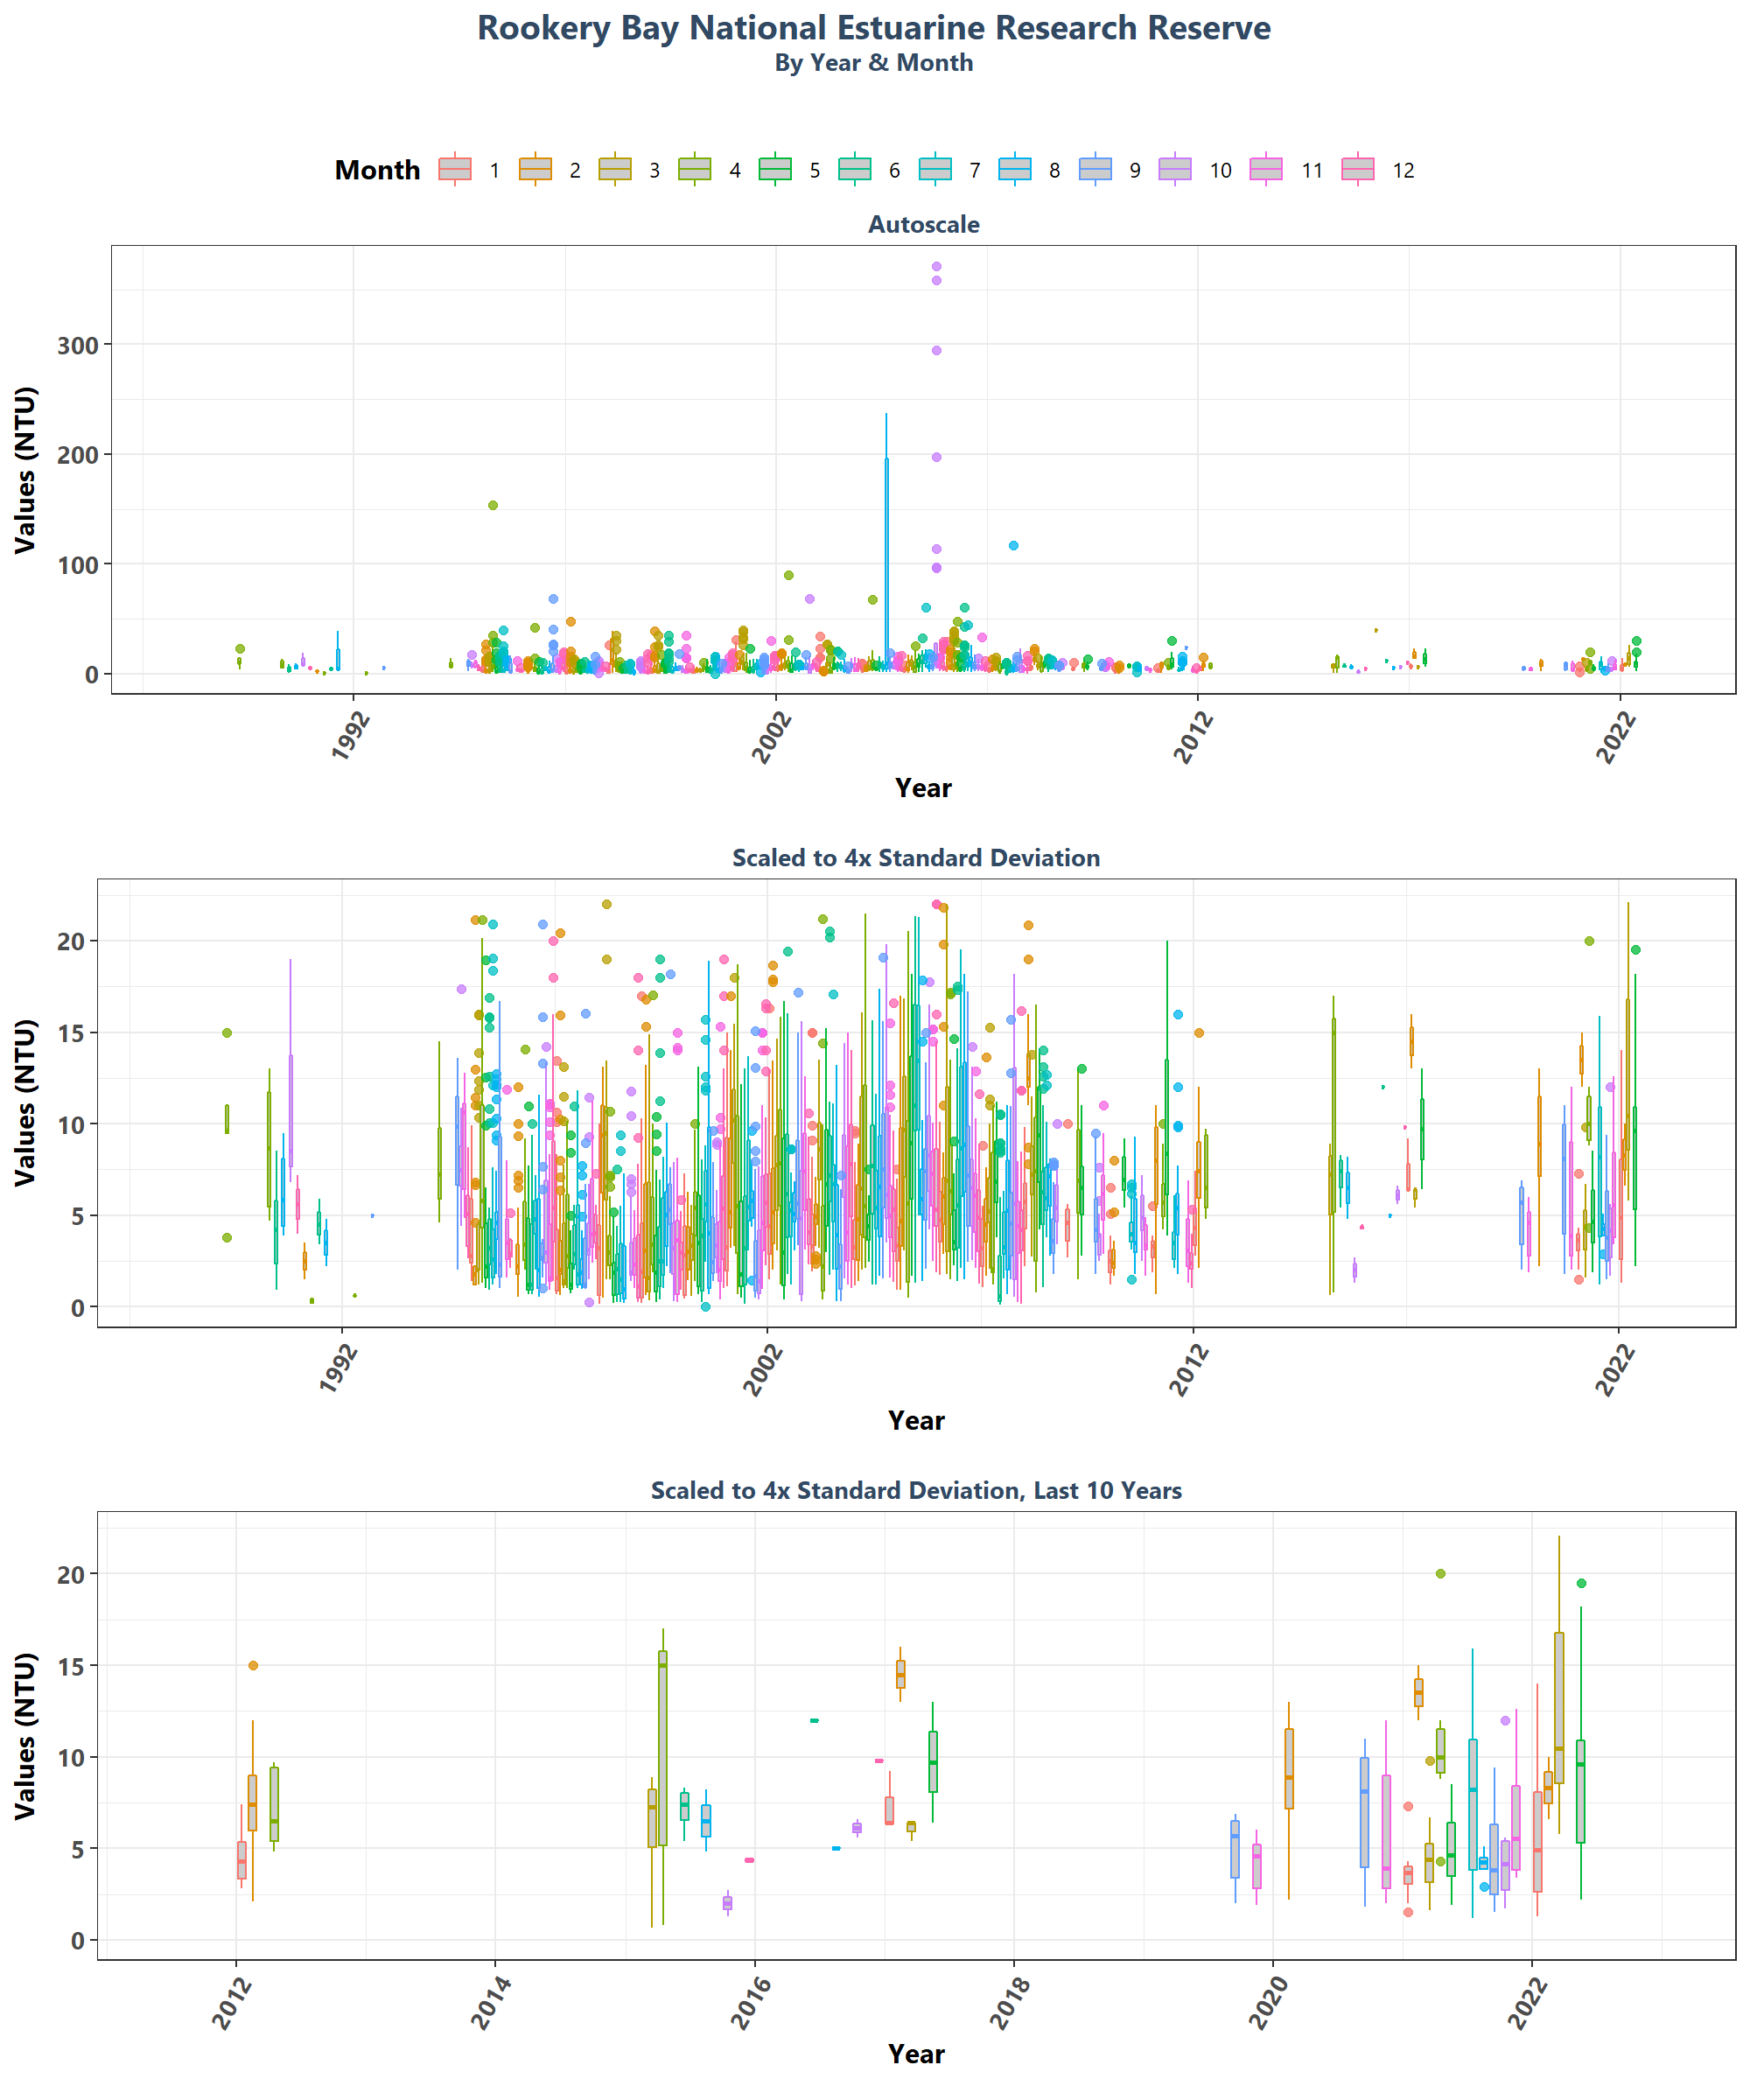 Rookery Bay National Estuarine Research Reserve
By Year & Month
Month 1 2 3 4 5 6 7 8 9 10 11 12
Autoscale
Values (NTU)
300
200
100
0
1992 2002 2012 2022
Year
Scaled to 4x Standard Deviation
Values (NTU)
20
15
10
5
0
1992 2002 2012 2022
Year
Scaled to 4x Standard Deviation, Last 10 Years
Values (NTU)
20
15
10
5
0
2012 2014 2016 2018 2020 2022
Year